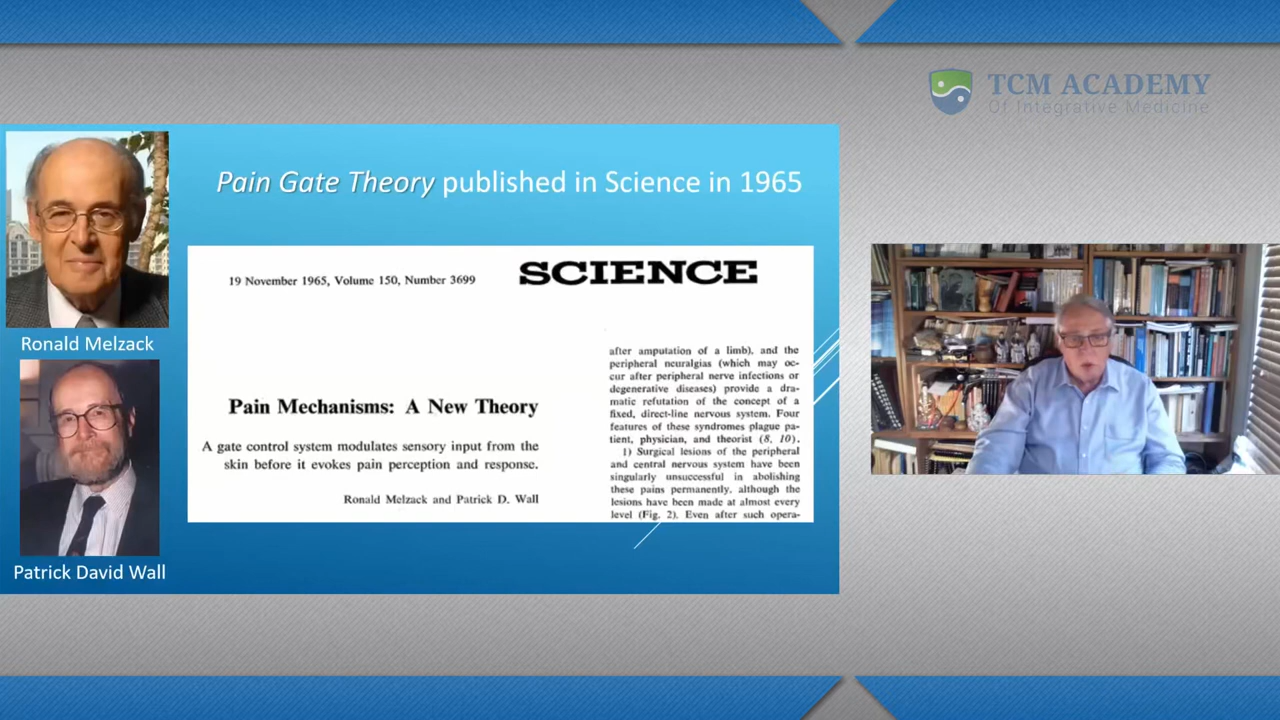 TCM ACADEMY
Of Integrative Medicine
Pain Gate Theory published in Science in 1965
Ronald Melzack
Patrick David Wall
19 November 1965, Volume 150, Number 3699
SCIENCE
Pain Mechanisms: A New Theory
A gate control system modulates sensory input from the
skin before it evokes pain perception and response.
Ronald Melzack and Patrick D. Wall
after amputation of a limb), and the
peripheral neuralgias (which may oc-
cur after peripheral nerve infections or
degenerative diseases) provide a dra-
matic refutation of the concept of a
fixed, direct-line nervous system. Four
features of these syndromes plague pa-
tient, physician, and theorist (8, 10).
1) Surgical lesions of the peripheral
and central nervous system have been
singularly unsuccessful in abolishing
these pains permanently, although the
lesions have been made at almost every
level (Fig. 2). Even after such opera-